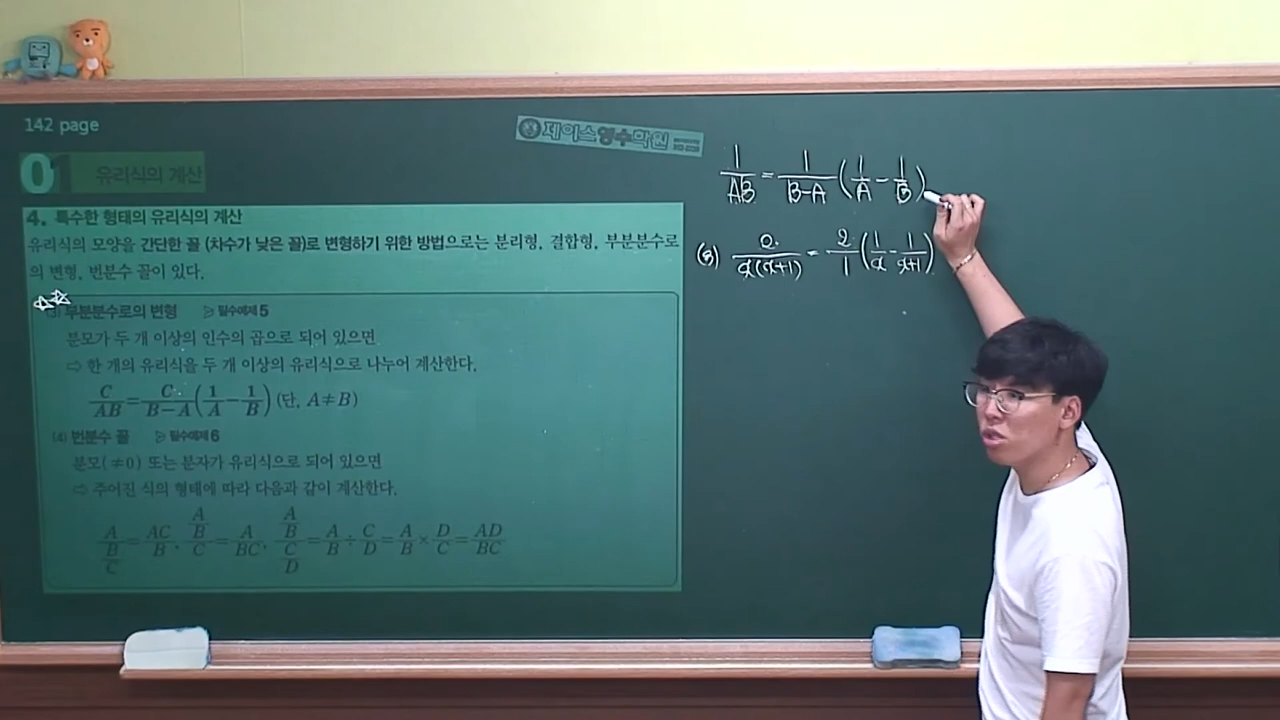 142 page
제이스영수학원
0 유리식의 계산
4. 특수한 형태의 유리식의 계산
유리식의 모양을 간단한 꼴 (차수가 낮은 꼴)로 변형하기 위한 방법으로는 분리형, 결합형, 부분분수로
의 변형, 번분수 꼴이 있다.
(3) 부분분수로의 변형 필수예제 5
분모가 두 개 이상의 인수의 곱으로 되어 있으면
⇨ 한 개의 유리식을 두 개 이상의 유리식으로 나누어 계산한다.
C/AB = C/(B-A) (1/A - 1/B) (단, A≠B)
(4) 번분수 꼴 필수예제 6
분모(≠0) 또는 분자가 유리식으로 되어 있으면
⇨ 주어진 식의 형태에 따라 다음과 같이 계산한다.
A/(B/C) = AC/B, (A/B)/C = A/BC, (A/B)/(C/D) = A/B ÷ C/D = A/B × D/C = AD/BC
1/AB = 1/(B-A) (1/A - 1/B)
2/x(x+1) = 2/1 (1/x - 1/(x+1))